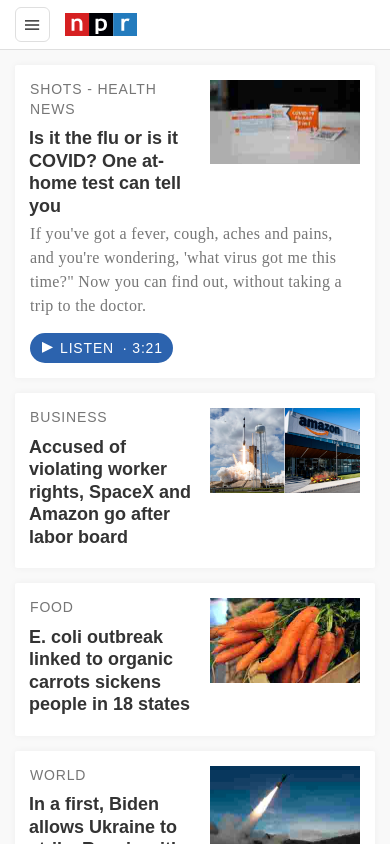 npr
SHOTS - HEALTH
NEWS
Is it the flu or is it
COVID? One at-
home test can tell
you
If you've got a fever, cough, aches and pains,
and you're wondering, 'what virus got me this
time?" Now you can find out, without taking a
trip to the doctor.
LISTEN · 3:21
BUSINESS
Accused of
violating worker
rights, SpaceX and
Amazon go after
labor board
amazon
FOOD
E. coli outbreak
linked to organic
carrots sickens
people in 18 states
WORLD
In a first, Biden
allows Ukraine to